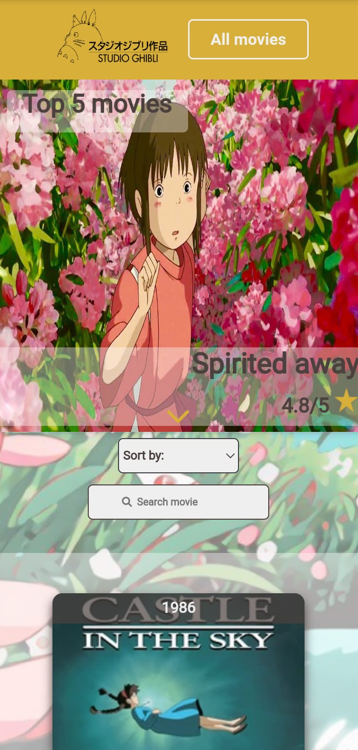 スタジオジブリ作品
STUDIO GHIBLI
All movies
Top 5 movies
Spirited away
4.8/5
Sort by:
Search movie
1986
CASTLE
IN THE SKY